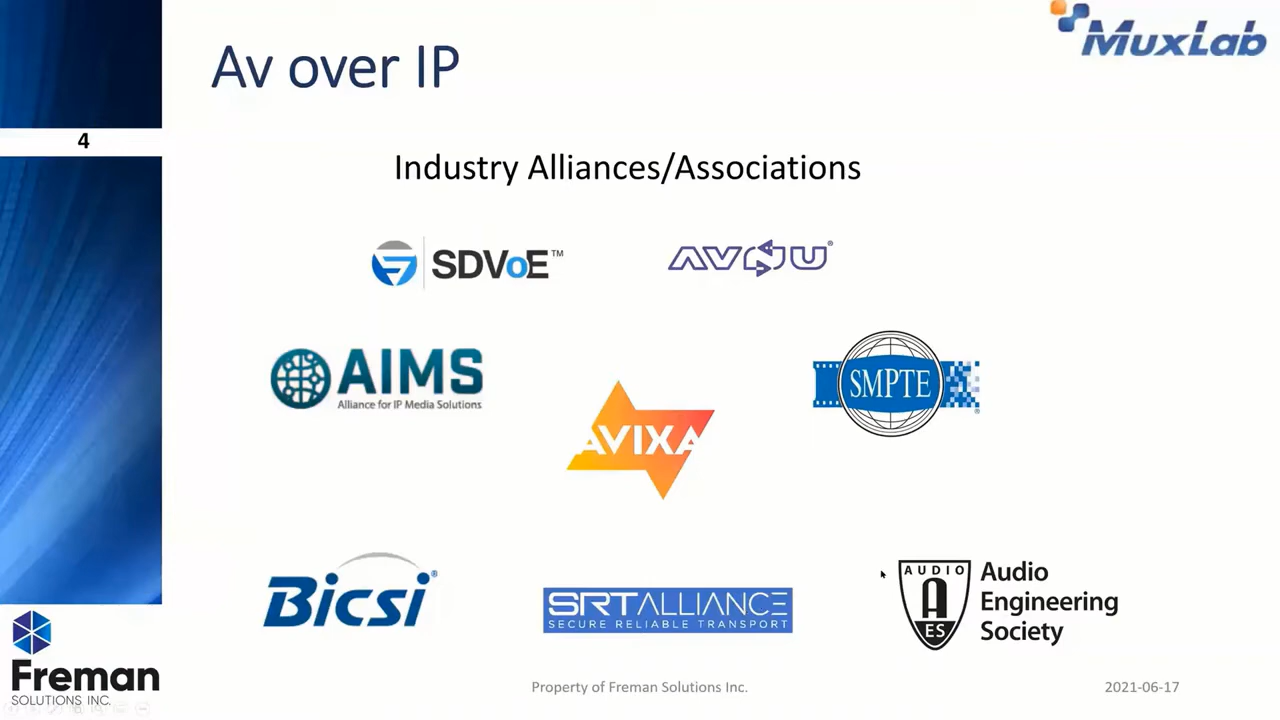 Av over IP
MuxLab
4
Industry Alliances/Associations
SDVoE™
AVNU®
AIMS
Alliance for IP Media Solutions
SMPTE®
AVIXA
Bicsi®
SRTALLIANCE
SECURE RELIABLE TRANSPORT
AUDIO
A
ES
Audio
Engineering
Society
Freman
SOLUTIONS INC.
Property of Freman Solutions Inc.
2021-06-17